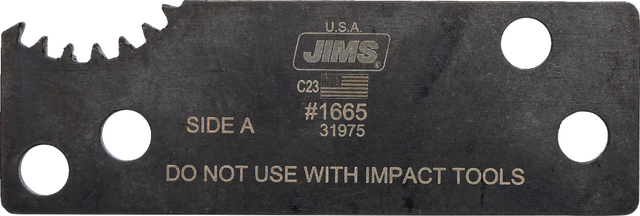 U.S.A.
JIMS®
C23
#1665
31975
SIDE A
DO NOT USE WITH IMPACT TOOLS